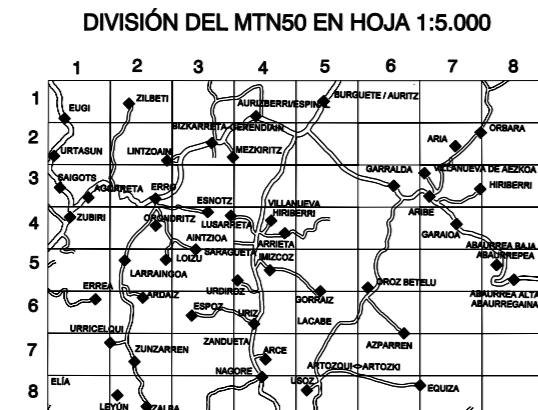 DIVISIÓN DEL MTN50 EN HOJA 1:5.000
1 2 3 4 5 6 7 8
1
ZILBETI
BURGUETE / AURITZ
EUGI
AURIZBERRI/ESPINAL
BIZKARRETA-GERENDIAIN
ORBARA
2
ARIA
URTASUN
LINTZOAIN
MEZKIRITZ
3
GARRALDA
VILLANUEVA DE AEZKOA
SAIGOTS
AGORRETA
ERRO
HIRIBERRI
ESNOTZ
VILLANUEVA
HIRIBERRI
ARIBE
4
ZUBIRI
ORONDRITZ
LUSARRETA
GARAIOA
AINTZIOA
ARRIETA
ABAURREA BAJA
SARAGUETA
ABAURREPEA
5
LOIZU
IMIZCOZ
LARRAINGOA
ERREA
URDIROZ
OROZ BETELU
ABAURREA ALTA
ARDAIZ
GORRAIZ
ABAURREGAINA
6
ESPOZ
URIZ
LACABE
URRICELQUI
ZANDUETA
AZPARREN
7
ZUNZARREN
ARCE
NAGORE
ARTOZQUI<>ARTOZKI
ELÍA
USOZ
8
EQUIZA
LEYÚN
ZALBA